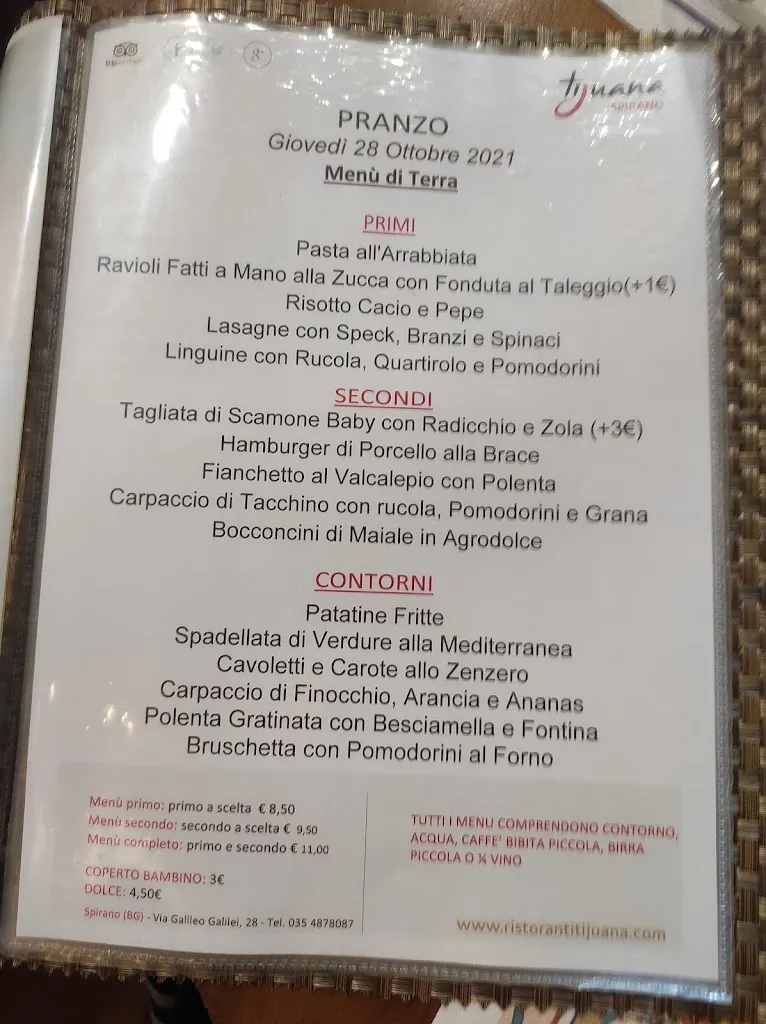 tripadvisor
f
g+
tijuana
SPIRANO
PRANZO
Giovedì 28 Ottobre 2021
Menù di Terra
PRIMI
Pasta all'Arrabbiata
Ravioli Fatti a Mano alla Zucca con Fonduta al Taleggio(+1€)
Risotto Cacio e Pepe
Lasagne con Speck, Branzi e Spinaci
Linguine con Rucola, Quartirolo e Pomodorini
SECONDI
Tagliata di Scamone Baby con Radicchio e Zola (+3€)
Hamburger di Porcello alla Brace
Fianchetto al Valcalepio con Polenta
Carpaccio di Tacchino con rucola, Pomodorini e Grana
Bocconcini di Maiale in Agrodolce
CONTORNI
Patatine Fritte
Spadellata di Verdure alla Mediterranea
Cavoletti e Carote allo Zenzero
Carpaccio di Finocchio, Arancia e Ananas
Polenta Gratinata con Besciamella e Fontina
Bruschetta con Pomodorini al Forno
Menù primo: primo a scelta € 8,50
Menù secondo: secondo a scelta € 9,50
Menù completo: primo e secondo € 11,00
COPERTO BAMBINO: 3€
DOLCE: 4,50€
Spirano (BG) - Via Galileo Galilei, 28 - Tel. 035 4878087
TUTTI I MENU COMPRENDONO CONTORNO,
ACQUA, CAFFE' BIBITA PICCOLA, BIRRA
PICCOLA O ¼ VINO
www.ristorantitijuana.com